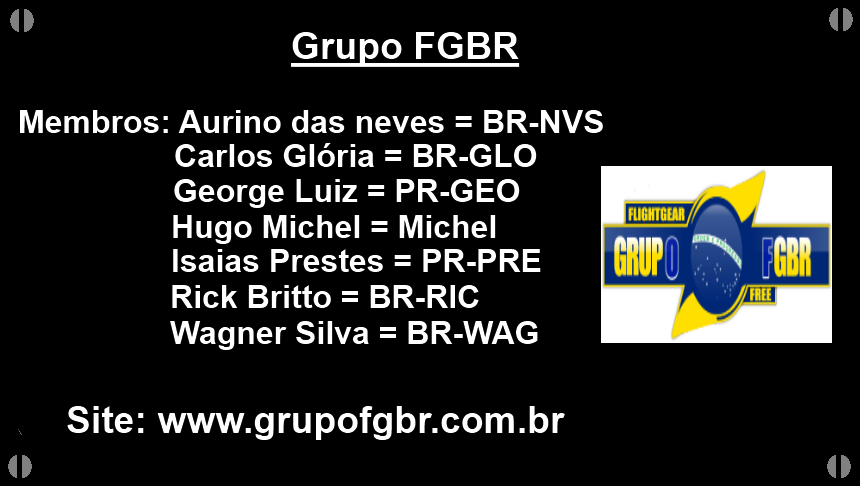 Grupo FGBR
Membros: Aurino das neves = BR-NVS
Carlos Glória = BR-GLO
George Luiz = PR-GEO
Hugo Michel = Michel
Isaias Prestes = PR-PRE
Rick Britto = BR-RIC
Wagner Silva = BR-WAG
FLIGHTGEAR
GRUPO FGBR
FREE
Site: www.grupofgbr.com.br